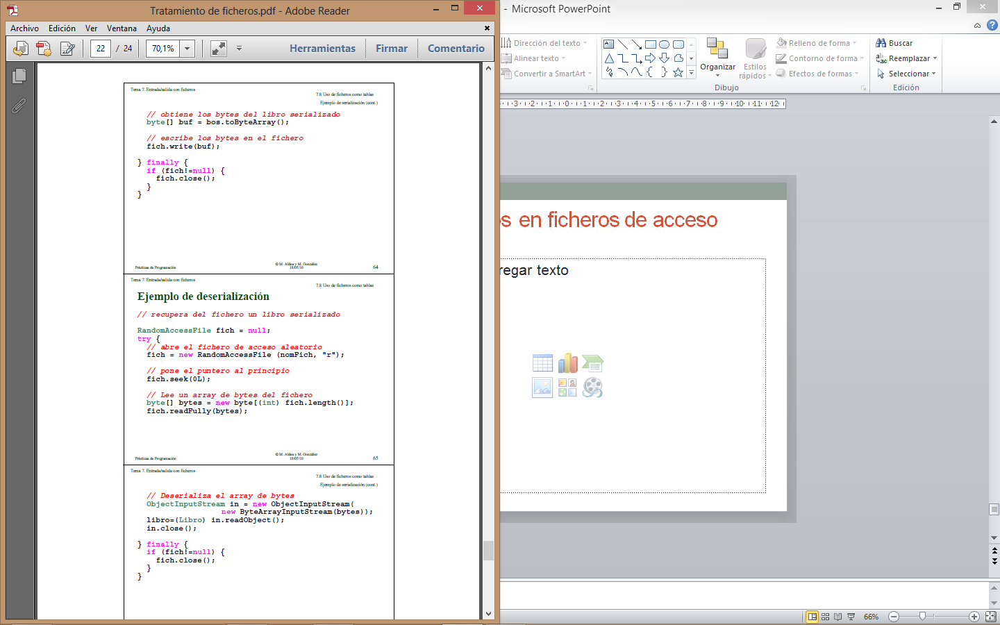 Tratamiento de ficheros.pdf - Adobe Reader
Archivo Edición Ver Ventana Ayuda
22 / 24 70,1% Herramientas Firmar Comentario
Tema 7. Entrada/salida con ficheros
7.8 Uso de ficheros como tablas
Ejemplo de serialización (cont.)
// obtiene los bytes del libro serializado
byte[] buf = bos.toByteArray();
// escribe los bytes en el fichero
fich.write(buf);
} finally {
if (fich!=null) {
fich.close();
}
}
Prácticas de Programación
© M. Aldea y M. González
18/05/10
64
Tema 7. Entrada/salida con ficheros
7.8 Uso de ficheros como tablas
Ejemplo de deserialización
// recupera del fichero un libro serializado
RandomAccessFile fich = null;
try {
// abre el fichero de acceso aleatorio
fich = new RandomAccessFile (nomFich, "r");
// pone el puntero al principio
fich.seek(0L);
// Lee un array de bytes del fichero
byte[] bytes = new byte[(int) fich.length()];
fich.readFully(bytes);
Prácticas de Programación
© M. Aldea y M. González
18/05/10
65
Tema 7. Entrada/salida con ficheros
7.8 Uso de ficheros como tablas
Ejemplo de serialización (cont.)
// Deserializa el array de bytes
ObjectInputStream in = new ObjectInputStream(
new ByteArrayInputStream(bytes));
libro=(Libro) in.readObject();
in.close();
} finally {
if (fich!=null) {
fich.close();
}
}
- Microsoft PowerPoint
Dirección del texto
Alinear texto
Convertir a SmartArt
Organizar
Estilos
rápidos
Relleno de forma
Contorno de forma
Efectos de formas
Dibujo
Buscar
Reemplazar
Seleccionar
Edición
3 2 1 0 1 2 3 4 5 6 7 8 9 10 11 12
os en ficheros de acceso
regar texto
66%